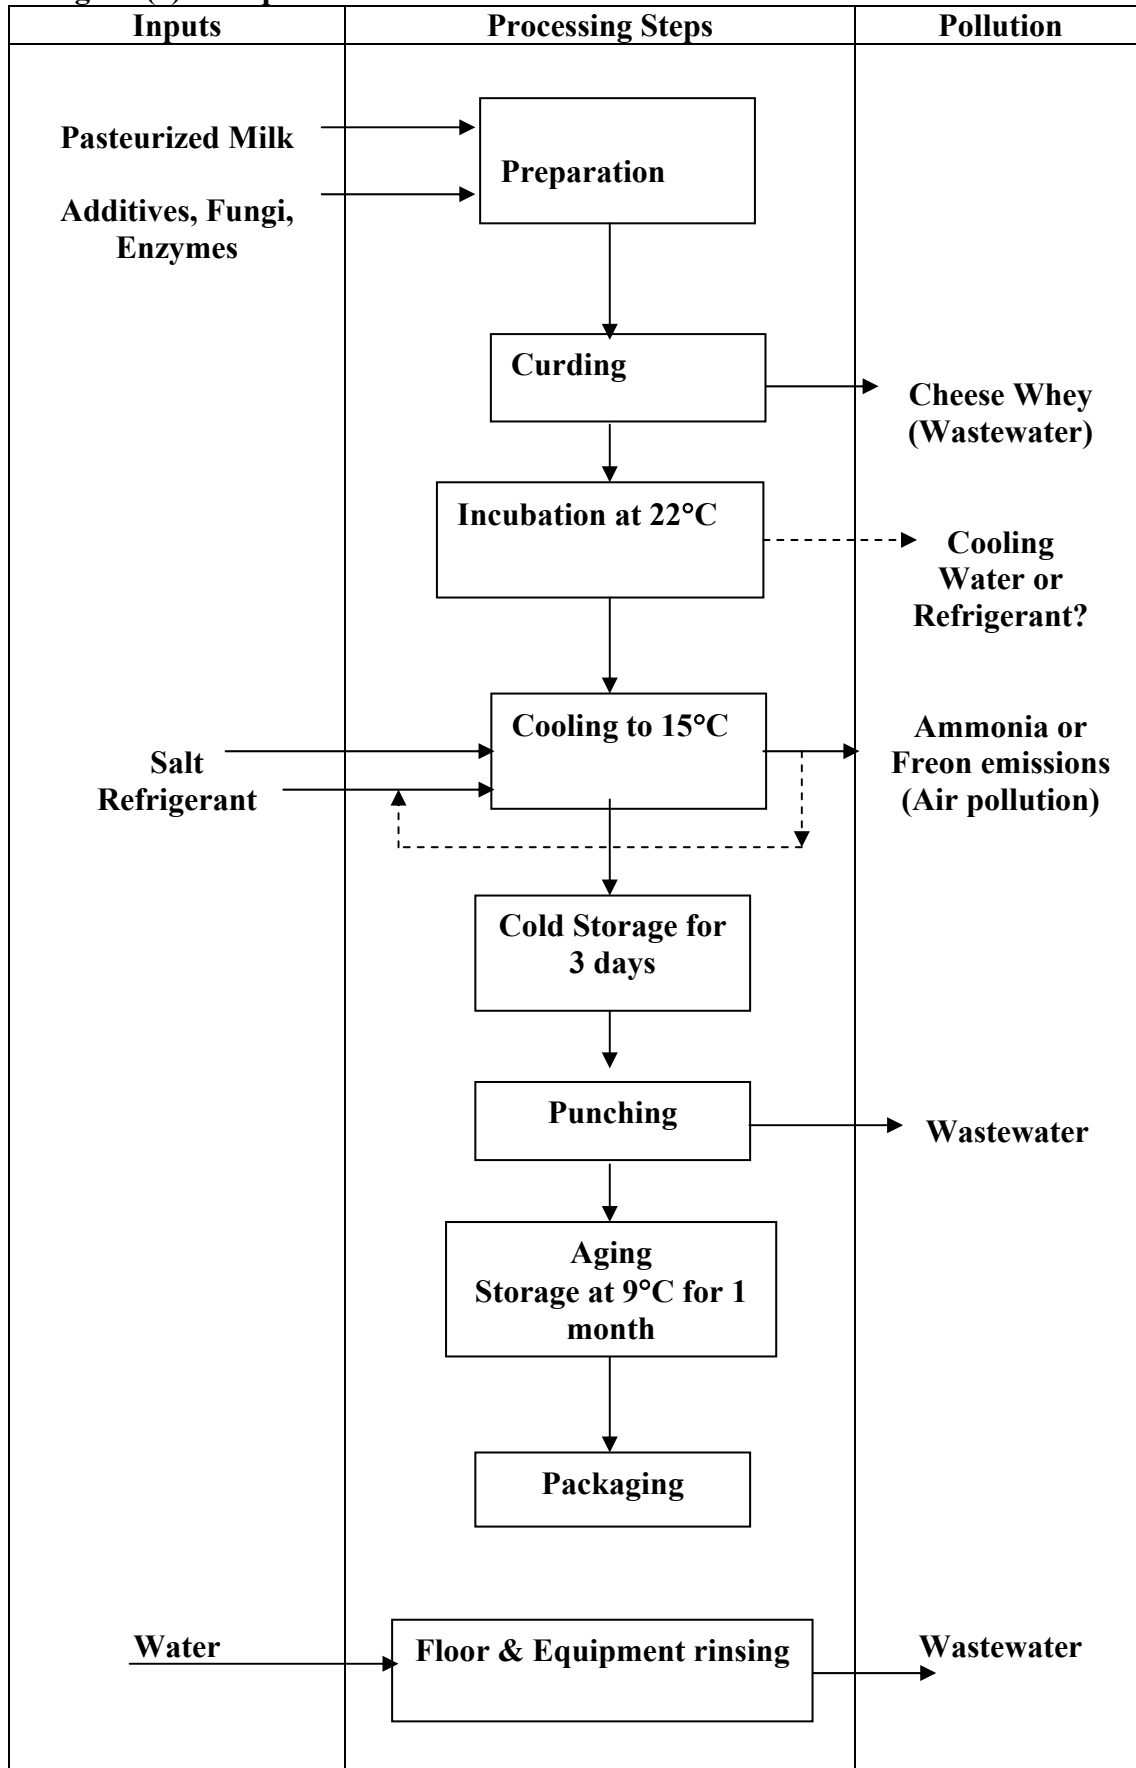 Inputs
Processing Steps
Pollution
Pasteurized Milk
Preparation
Additives, Fungi,
Enzymes
Curding
Cheese Whey
(Wastewater)
Incubation at 22°C
Cooling
Water or
Refrigerant?
Cooling to 15°C
Salt
Refrigerant
Ammonia or
Freon emissions
(Air pollution)
Cold Storage for
3 days
Punching
Wastewater
Aging
Storage at 9°C for 1
month
Packaging
Water
Floor & Equipment rinsing
Wastewater